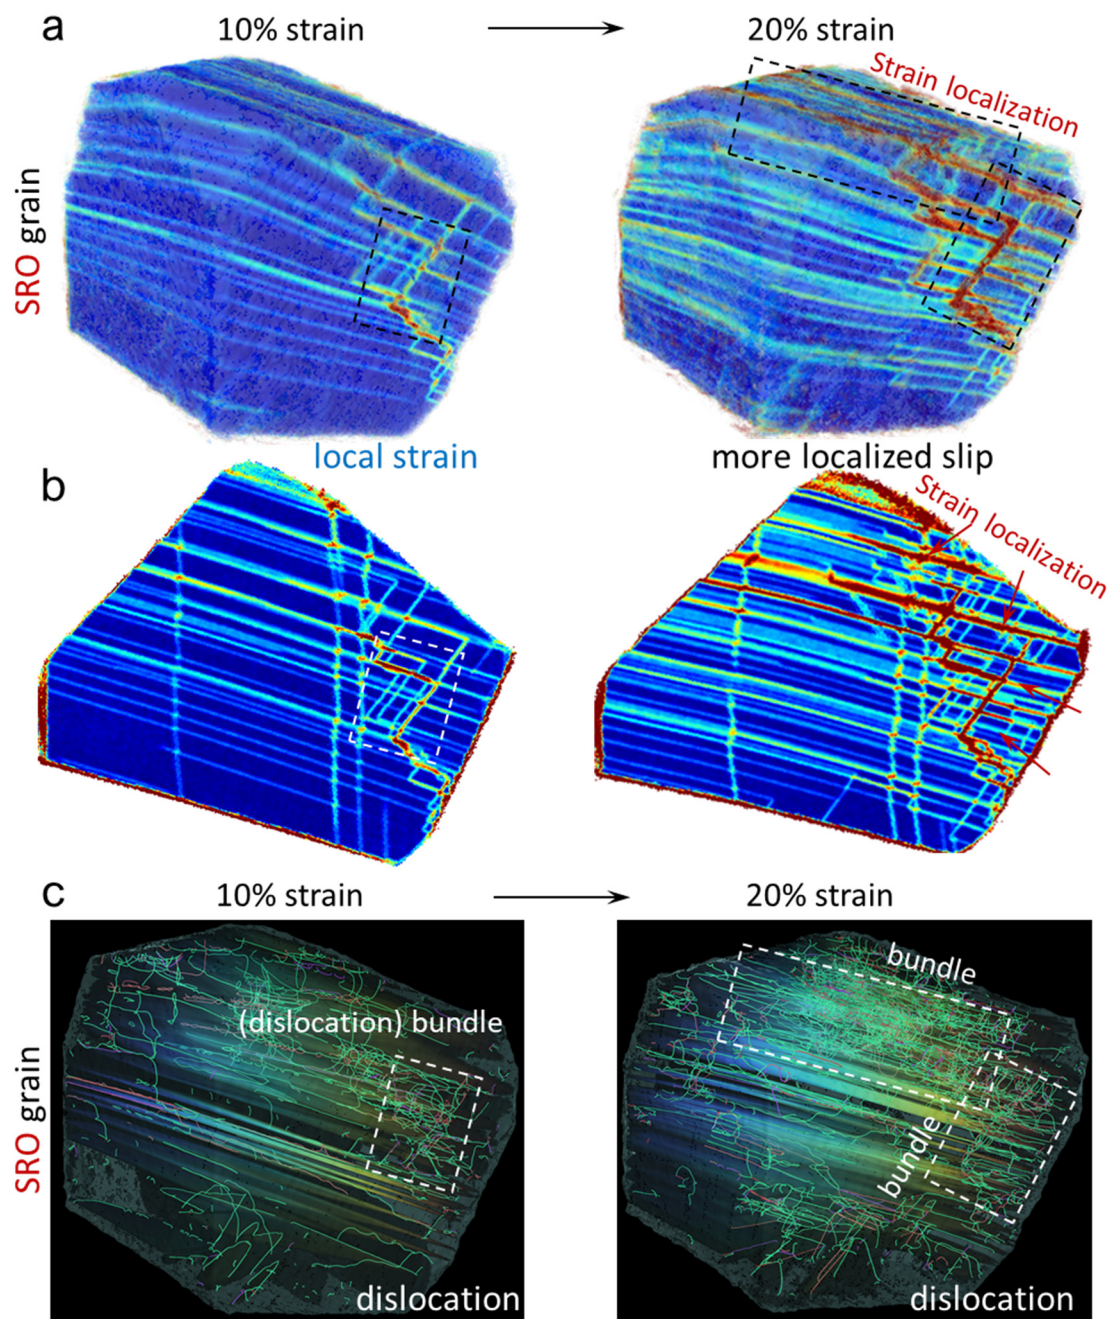 a
10% strain
20% strain
SRO grain
Strain localization
local strain
more localized slip
b
Strain localization
c
10% strain
20% strain
SRO grain
(dislocation) bundle
dislocation
bundle
bundle
dislocation